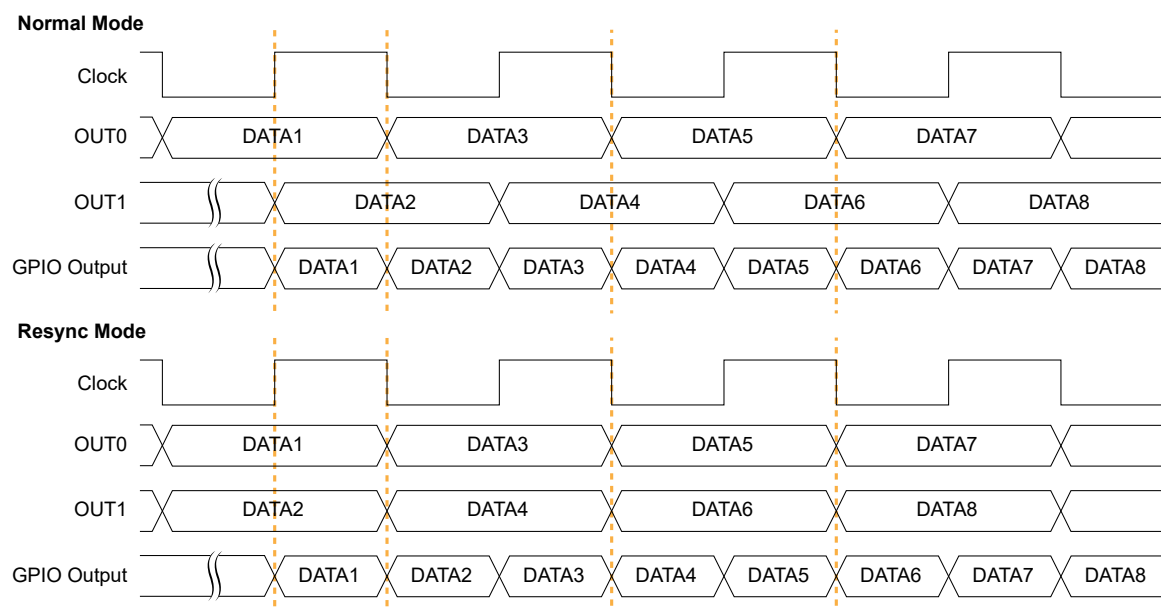 Normal Mode
Clock
OUT0 DATA1 DATA3 DATA5 DATA7
OUT1 DATA2 DATA4 DATA6 DATA8
GPIO Output DATA1 DATA2 DATA3 DATA4 DATA5 DATA6 DATA7 DATA8
Resync Mode
Clock
OUT0 DATA1 DATA3 DATA5 DATA7
OUT1 DATA2 DATA4 DATA6 DATA8
GPIO Output DATA1 DATA2 DATA3 DATA4 DATA5 DATA6 DATA7 DATA8